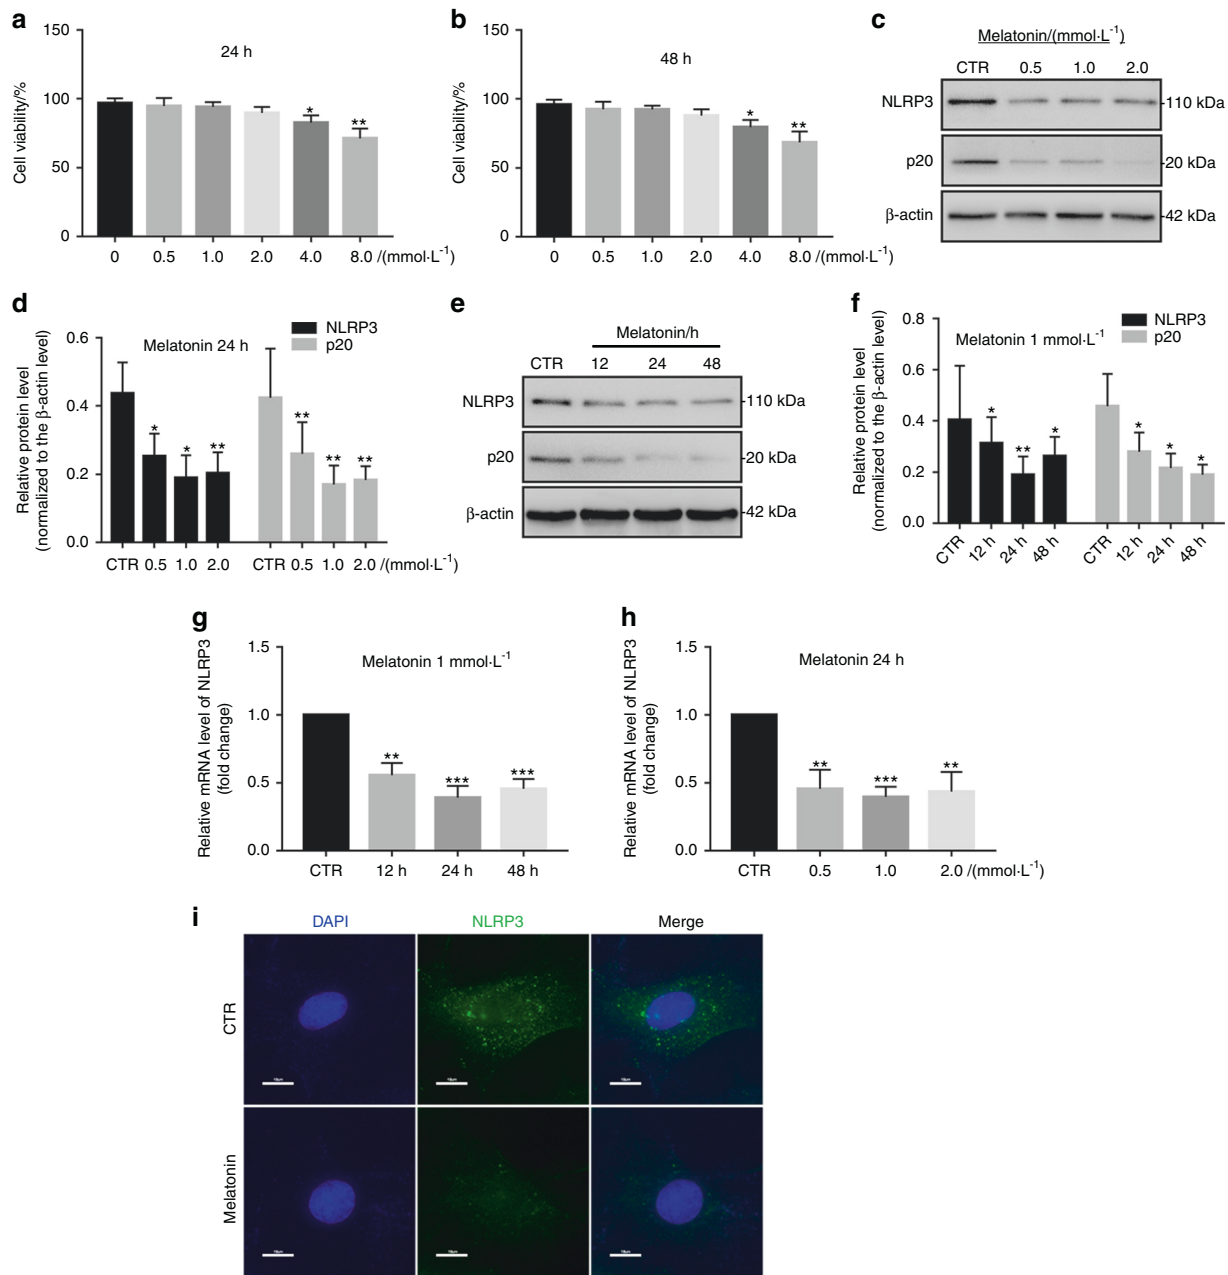 a
24 h
Cell viability/%
150
100
50
0
*
**
0 0.5 1.0 2.0 4.0 8.0 /(mmol·L-1)
b
48 h
Cell viability/%
150
100
50
0
*
**
0 0.5 1.0 2.0 4.0 8.0 /(mmol·L-1)
c
Melatonin/(mmol·L-1)
CTR 0.5 1.0 2.0
NLRP3 110 kDa
p20 20 kDa
β-actin 42 kDa
d
Melatonin 24 h
NLRP3
p20
Relative protein level
(normalized to the β-actin level)
0.6
0.4
0.2
0.0
* * ** ** ** **
CTR 0.5 1.0 2.0 CTR 0.5 1.0 2.0 /(mmol·L-1)
e
Melatonin/h
CTR 12 24 48
NLRP3 110 kDa
p20 20 kDa
β-actin 42 kDa
f
Melatonin 1 mmol·L-1
NLRP3
p20
Relative protein level
(normalized to the β-actin level)
0.8
0.6
0.4
0.2
0.0
* ** * * * *
CTR 12 h 24 h 48 h CTR 12 h 24 h 48 h
g
Melatonin 1 mmol·L-1
Relative mRNA level of NLRP3
(fold change)
1.5
1.0
0.5
0.0
** *** ***
CTR 12 h 24 h 48 h
h
Melatonin 24 h
Relative mRNA level of NLRP3
(fold change)
1.5
1.0
0.5
0.0
** *** **
CTR 0.5 1.0 2.0 /(mmol·L-1)
i
DAPI NLRP3 Merge
CTR
Melatonin